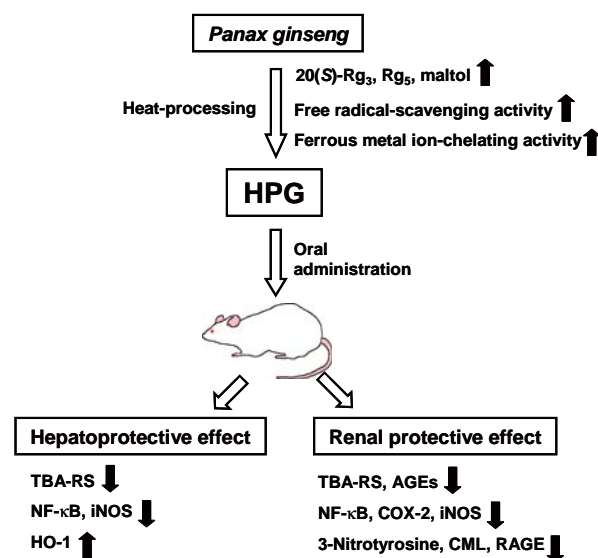 Panax ginseng
20(S)-Rg3, Rg5, maltol
Heat-processing
Free radical-scavenging activity
Ferrous metal ion-chelating activity
HPG
Oral
administration
Hepatoprotective effect
TBA-RS
NF-κB, iNOS
HO-1
Renal protective effect
TBA-RS, AGEs
NF-κB, COX-2, iNOS
3-Nitrotyrosine, CML, RAGE